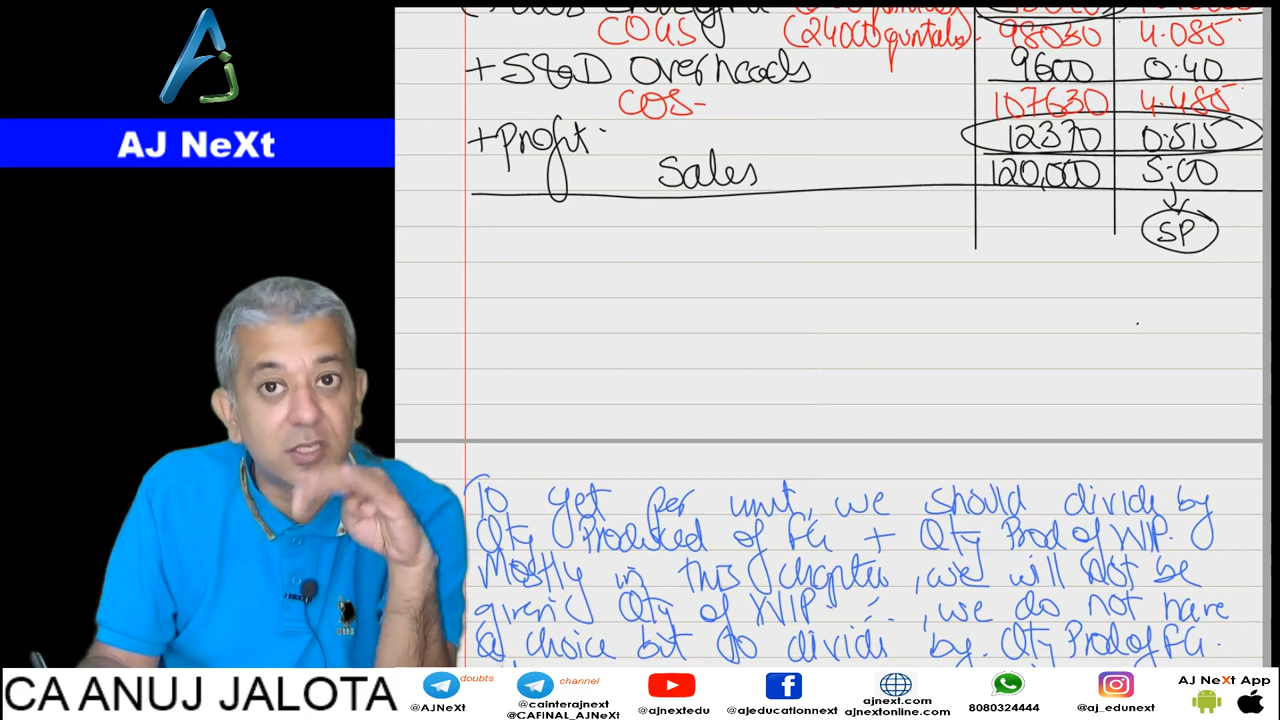 COGS (24000 quintals) 98030 4.085
+ S&D Overheads 9600 0.40
COS- 107630 4.485
+Profit 12370 0.515
Sales 120,000 5.00
SP
AJ NeXt
To get per unit, we should divide by
Qty Produced of FG + Qty Prod of WIP.
Mostly in this chapter, we will not be
given Qty of WIP ∴, we do not have
a choice but to divide by Qty Prod of FG.
CA ANUJ JALOTA
doubts
@AJNeXt
channel
@cainterajnext
@CAFINAL_AJNeXt
@ajnextedu
@ajeducationnext
ajnext.com
ajnextonline.com
8080324444
@aj_edunext
AJ NeXt App